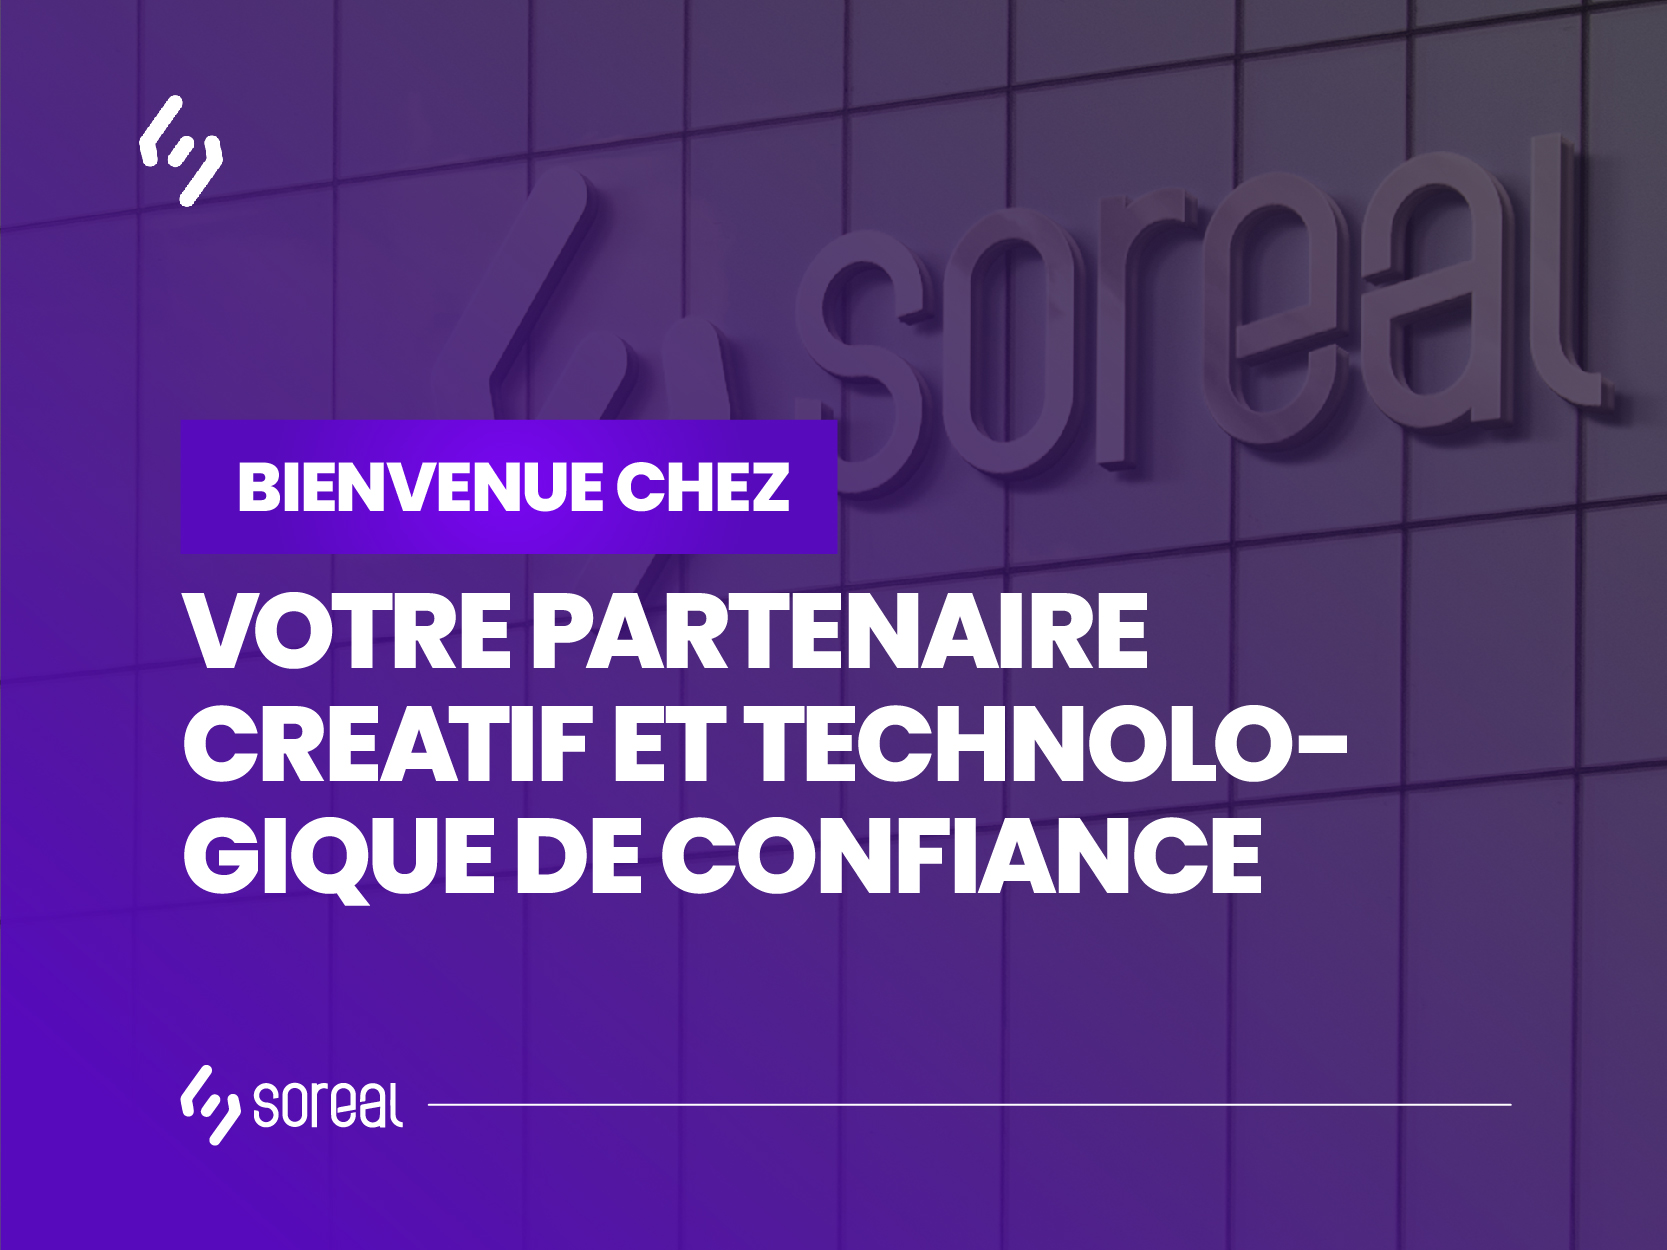 soreal
BIENVENUE CHEZ
VOTRE PARTENAIRE
CREATIF ET TECHNOLO-
GIQUE DE CONFIANCE
soreal